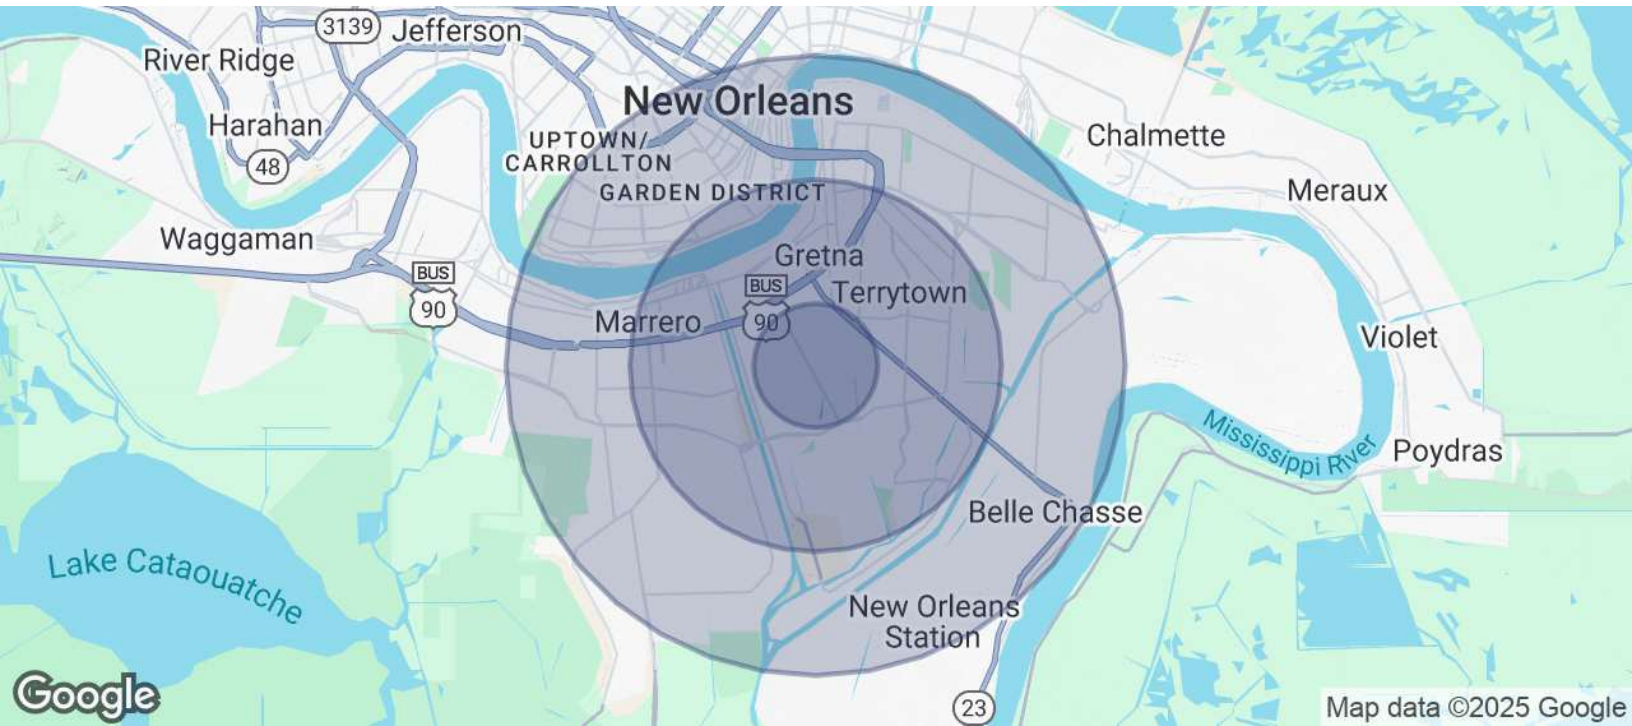 3139
Jefferson
River Ridge
New Orleans
Harahan
48
UPTOWN/
CARROLLTON
GARDEN DISTRICT
Chalmette
Meraux
Waggaman
BUS
90
Gretna
BUS
90
Terrytown
Marrero
Violet
Mississippi River
Poydras
Belle Chasse
Lake Cataouatche
New Orleans
Station
23
Google
Map data ©2025 Google